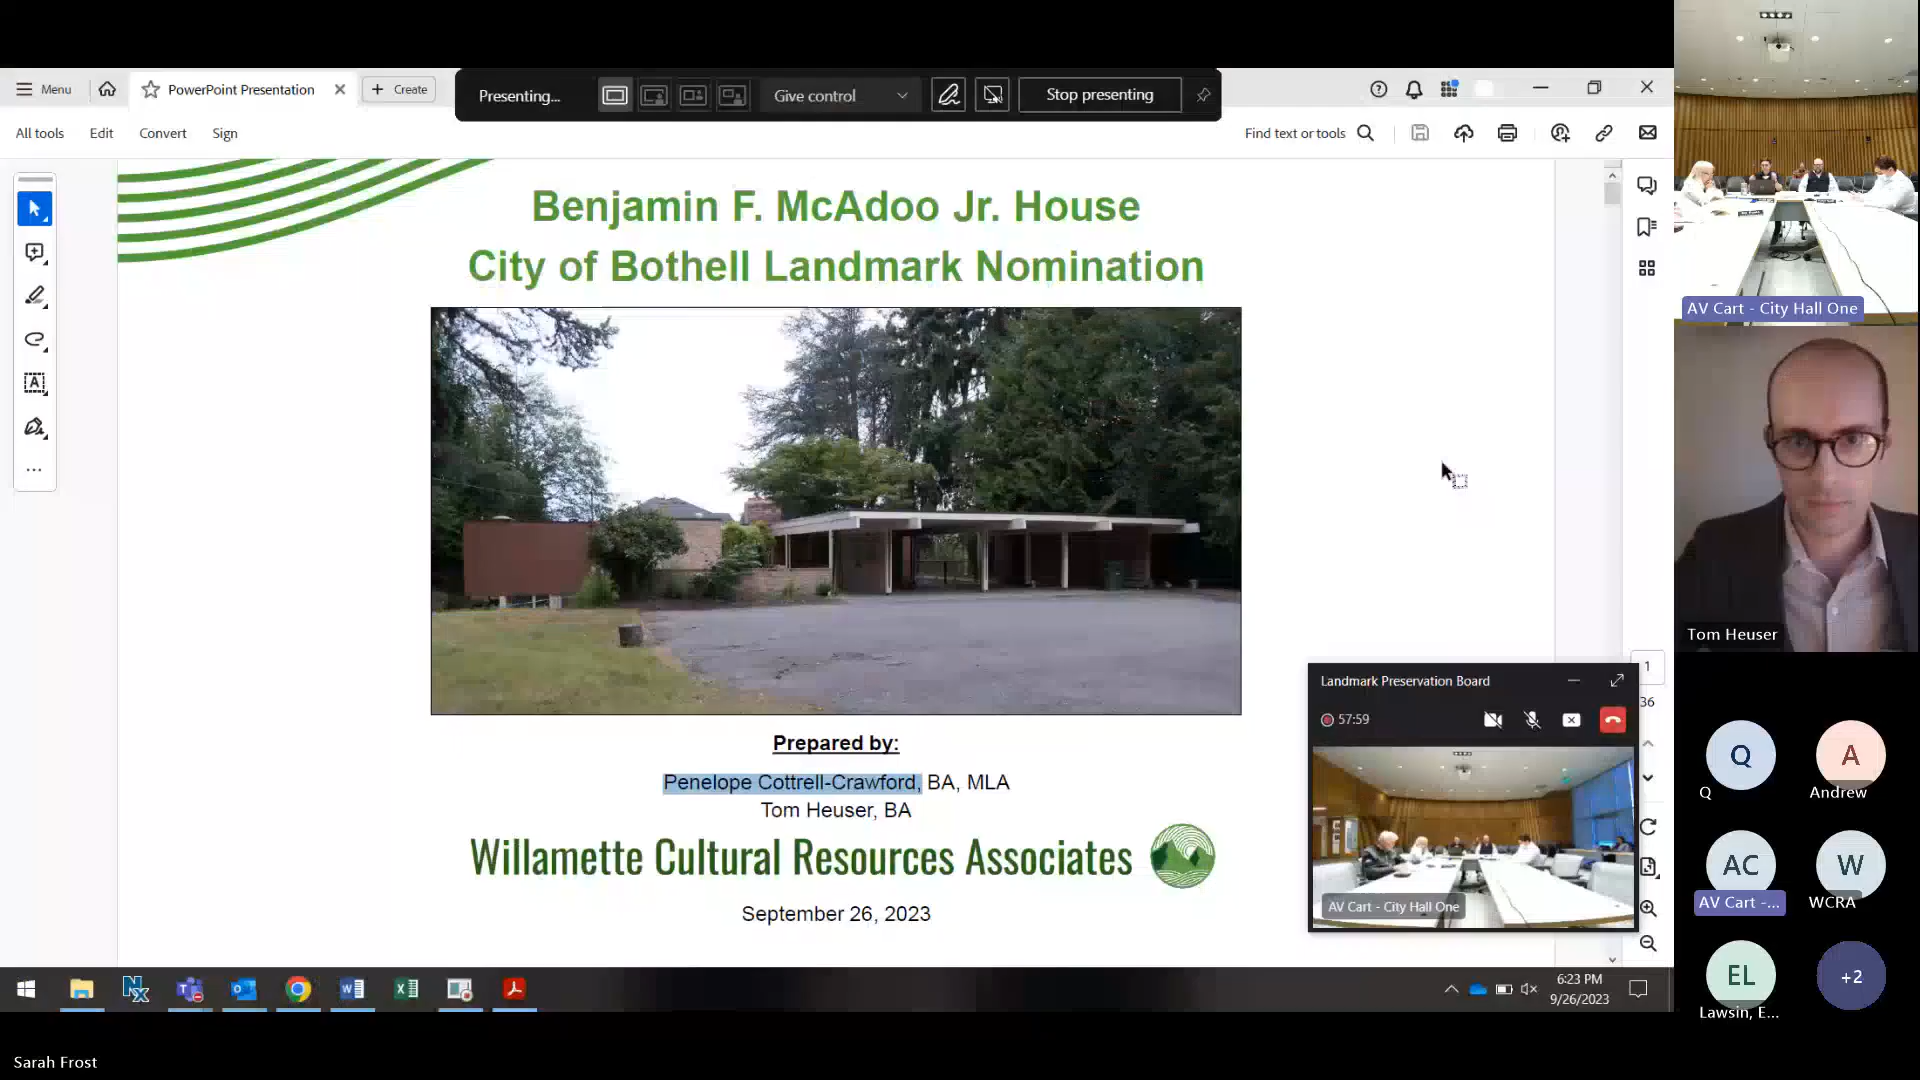 Menu
PowerPoint Presentation
Create
Presenting...
Give control
Stop presenting
All tools
Edit
Convert
Sign
Find text or tools
Benjamin F. McAdoo Jr. House
City of Bothell Landmark Nomination
Prepared by:
Penelope Cottrell-Crawford, BA, MLA
Tom Heuser, BA
Willamette Cultural Resources Associates
September 26, 2023
1
36
Landmark Preservation Board
57:59
AV Cart - City Hall One
6:23 PM
9/26/2023
Sarah Frost
AV Cart - City Hall One
Tom Heuser
Q
Q
A
Andrew
AC
AV Cart -...
W
WCRA
EL
Lawsin, E...
+2